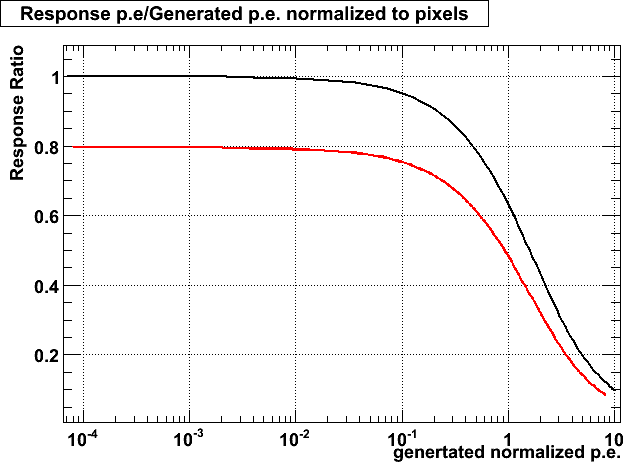 Response p.e/Generated p.e. normalized to pixels
Response Ratio
1
0.8
0.6
0.4
0.2
10^-4 10^-3 10^-2 10^-1 1 10
genertated normalized p.e.